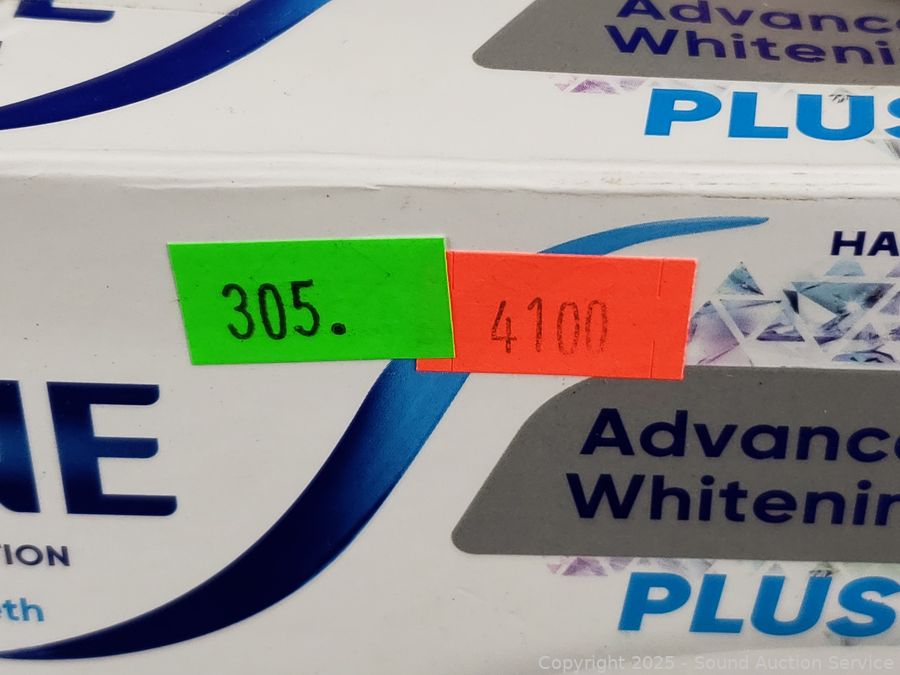 Advance
Whitenin
PLUS
HA
305.
4100
NE
TION
eth
Advance
Whitenin
PLUS
Copyright 2025 - Sound Auction Service